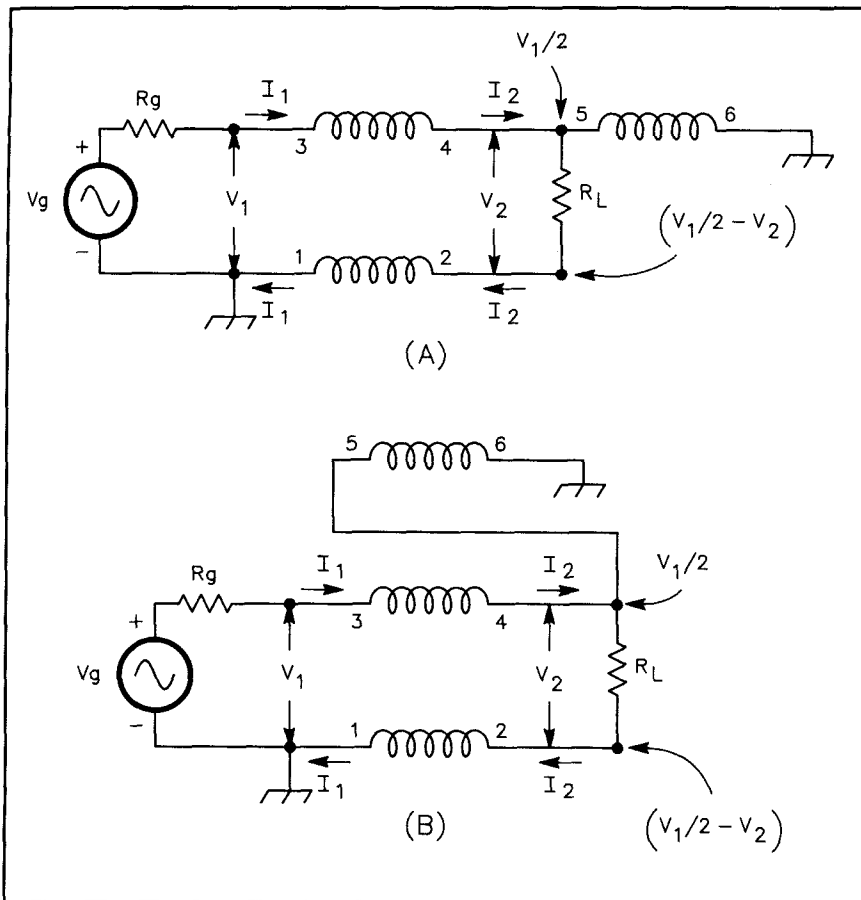 V₁/2
Rg I₁ I₂ 5 6
+ 3 4
Vg V₁ V₂ R_L
(V₁/2 − V₂)
− 1 2
I₁ I₂
(A)
5 6
V₁/2
Rg I₁ I₂
+ 3 4
Vg V₁ V₂ R_L
− 1 2
I₁ I₂
(V₁/2 − V₂)
(B)